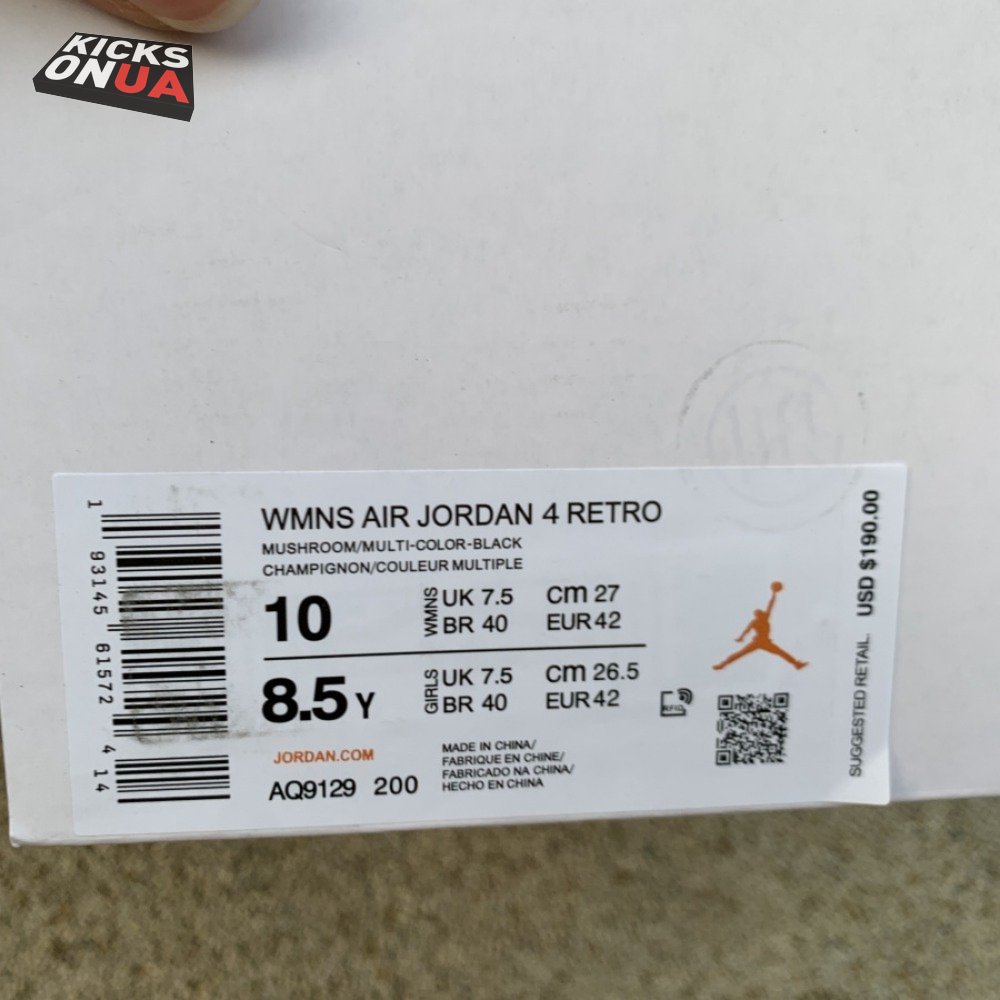 KICKS
ONUA
WMNS AIR JORDAN 4 RETRO
MUSHROOM/MULTI-COLOR-BLACK
CHAMPIGNON/COULEUR MULTIPLE
10
WMNS
UK 7.5
cm 27
BR 40
EUR 42
8.5 Y
GIRLS
UK 7.5
cm 26.5
BR 40
EUR 42
RFID
JORDAN.COM
AQ9129 200
MADE IN CHINA/
FABRIQUE EN CHINE/
FABRICADO NA CHINA/
HECHO EN CHINA
SUGGESTED RETAIL USD $190.00
1 93145 61572 4 14